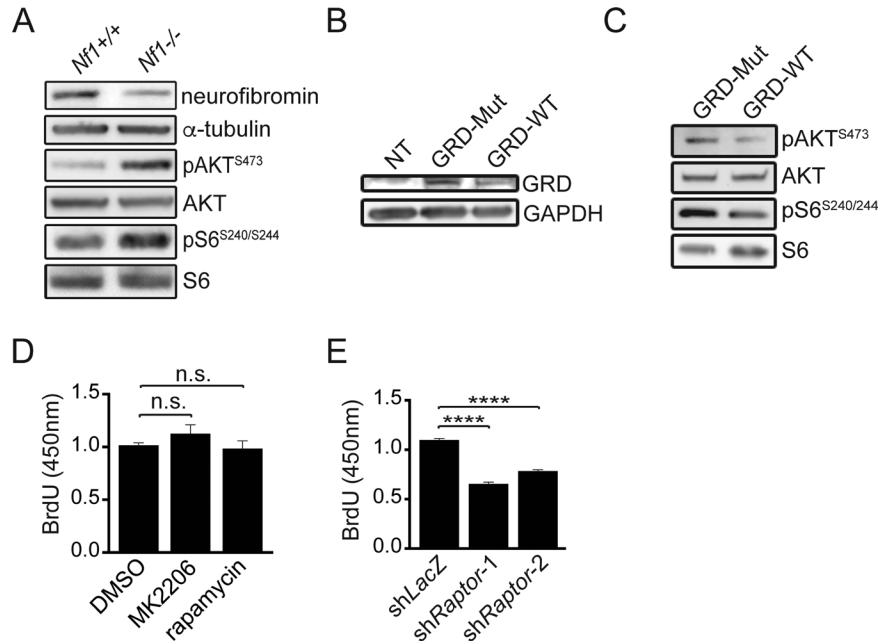 A
Nf1+/+
Nf1-/-
neurofibromin
α-tubulin
pAKTS473
AKT
pS6S240/S244
S6
B
NT
GRD-Mut
GRD-WT
GRD
GAPDH
C
GRD-Mut
GRD-WT
pAKTS473
AKT
pS6S240/244
S6
D
n.s.
n.s.
BrdU (450nm)
1.5
1.0
0.5
0.0
DMSO
MK2206
rapamycin
E
****
****
BrdU (450nm)
1.5
1.0
0.5
0.0
shLacZ
shRaptor-1
shRaptor-2